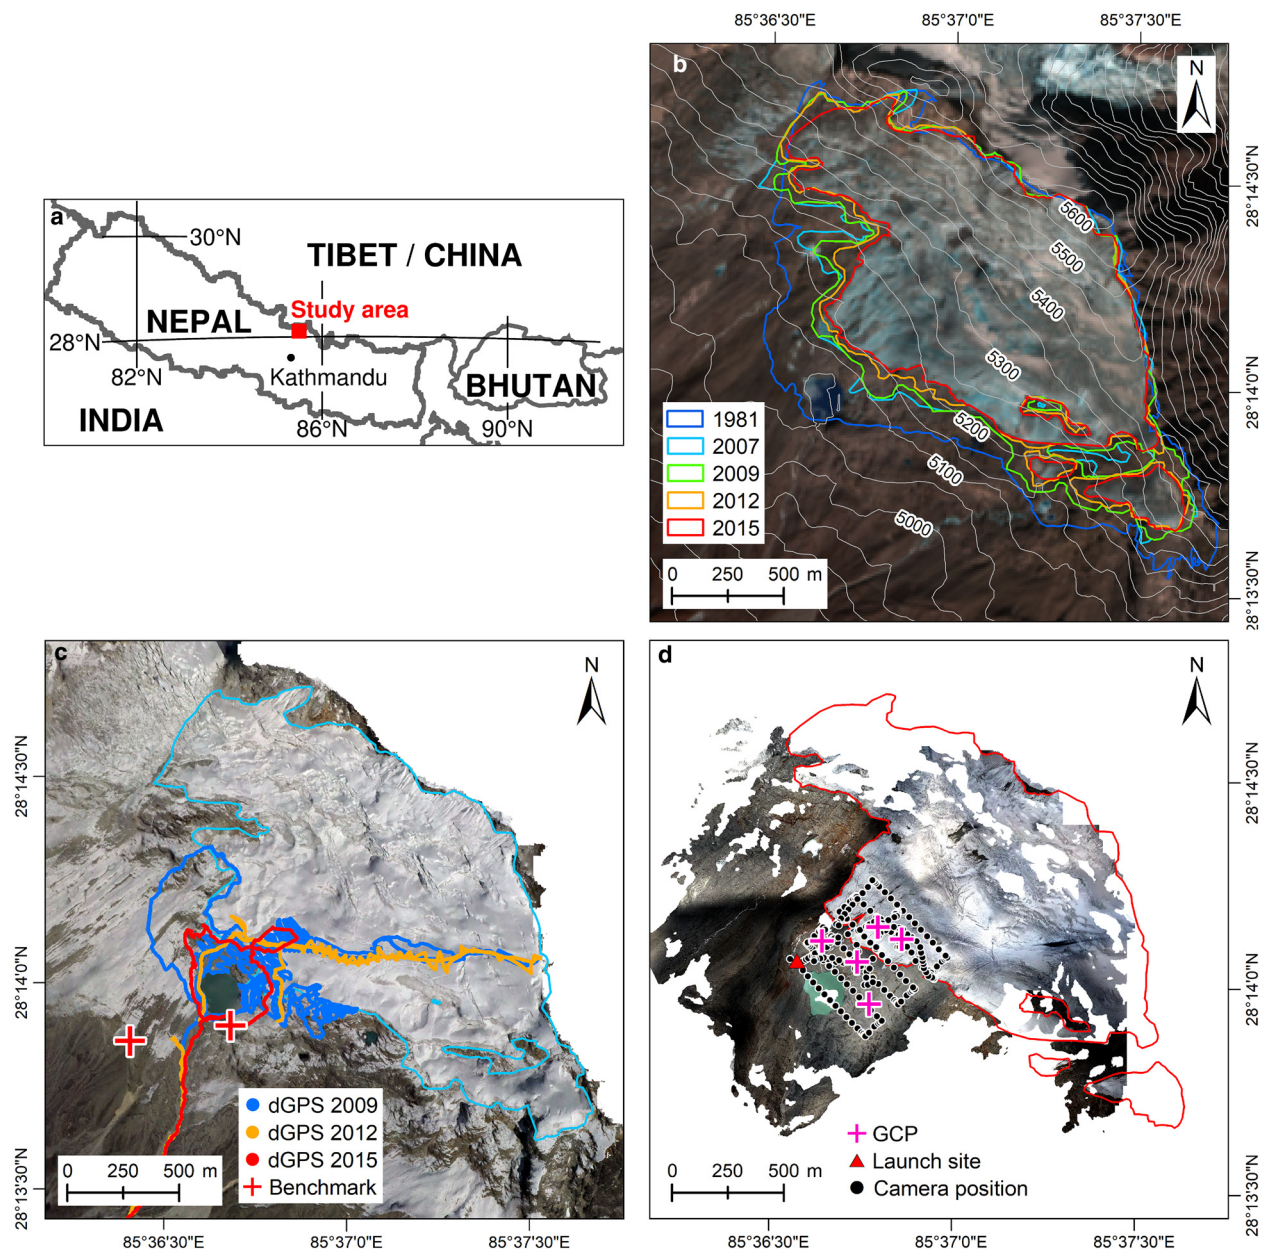 85°36'30"E 85°37'0"E 85°37'30"E
a
30°N
TIBET / CHINA
Study area
NEPAL
28°N
82°N
Kathmandu
BHUTAN
INDIA
86°N
90°N
b
N
5600
5500
5400
5300
5200
5100
5000
1981
2007
2009
2012
2015
0 250 500 m
28°14'30"N
28°14'0"N
28°13'30"N
c
N
28°14'30"N
28°14'0"N
28°13'30"N
dGPS 2009
dGPS 2012
dGPS 2015
Benchmark
0 250 500 m
85°36'30"E 85°37'0"E 85°37'30"E
d
N
GCP
Launch site
Camera position
0 250 500 m
28°14'30"N
28°14'0"N
28°13'30"N
85°36'30"E 85°37'0"E 85°37'30"E